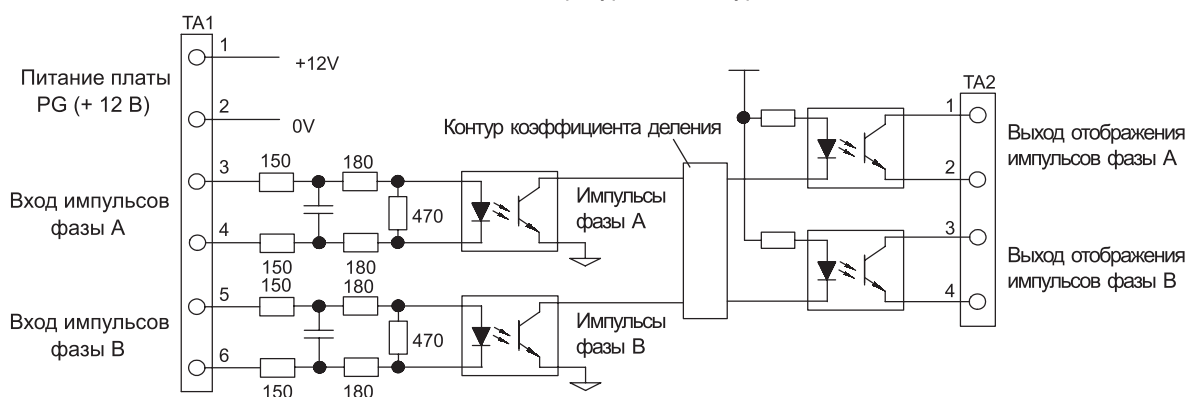 TA1
1
+12V
Питание платы
PG (+ 12 В)
2
0V
TA2
Контур коэффициента деления
1
Выход отображения
импульсов фазы A
2
3
150
180
Вход импульсов
фазы A
470
Импульсы
фазы A
4
150
180
3
Выход отображения
импульсов фазы B
4
5
150
180
Вход импульсов
фазы B
470
Импульсы
фазы B
6
150
180